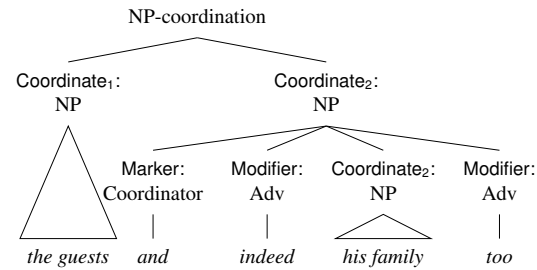 NP-coordination
Coordinate₁: Coordinate₂:
NP NP
Marker: Modifier: Coordinate₂: Modifier:
Coordinator Adv NP Adv
the guests and indeed his family too